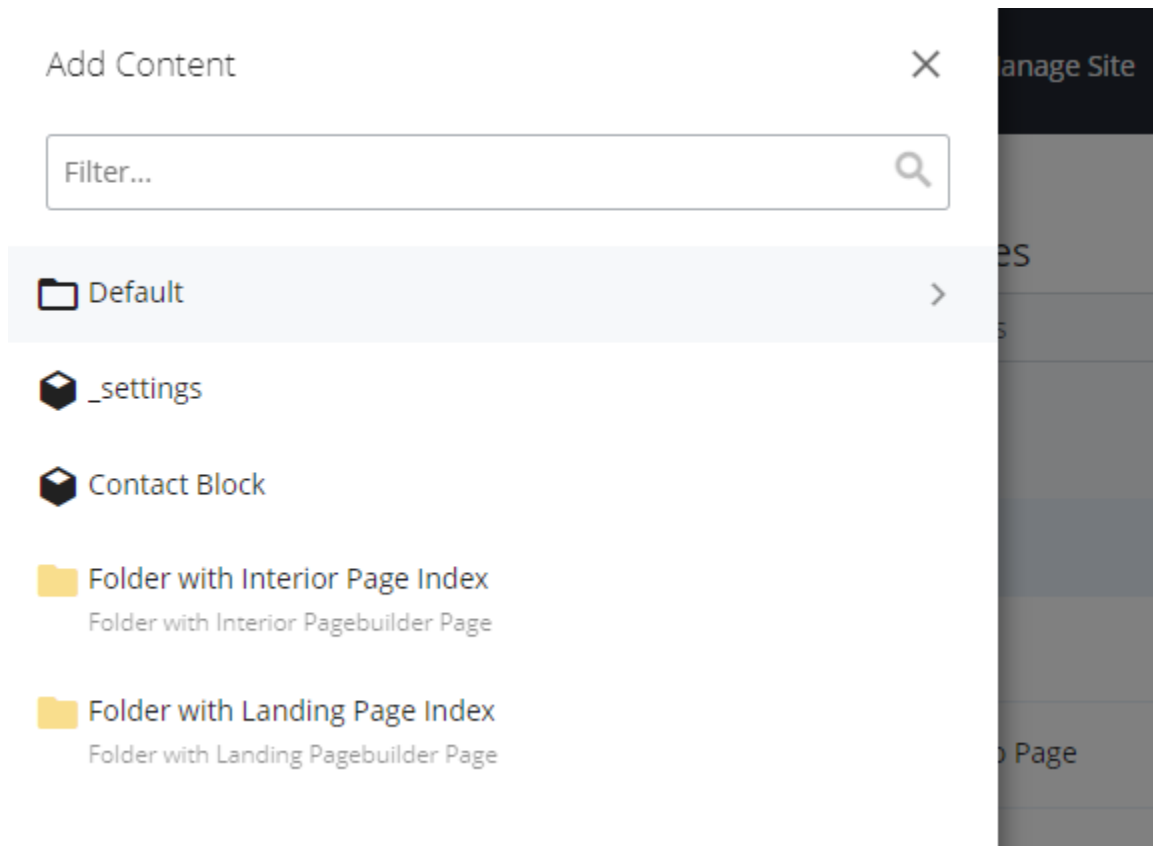 Add Content
anage Site
Filter...
es
Default
s
_settings
Contact Block
Folder with Interior Page Index
Folder with Interior Pagebuilder Page
Folder with Landing Page Index
Folder with Landing Pagebuilder Page
o Page